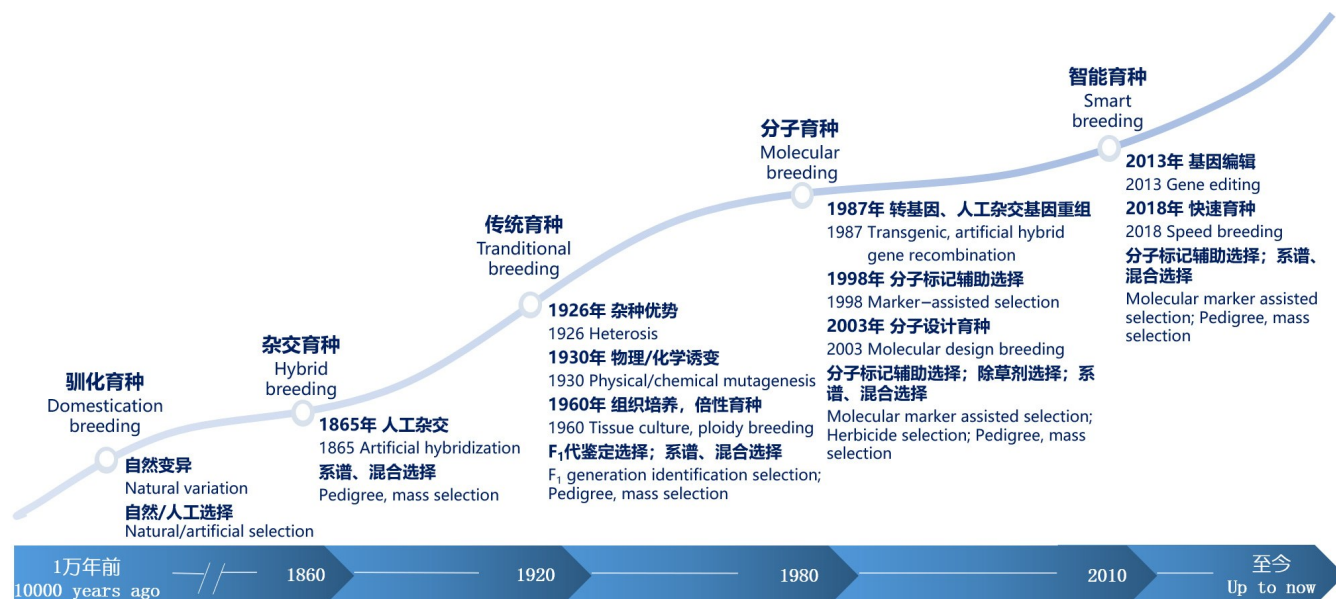 驯化育种
Domestication
breeding
自然变异
Natural variation
自然/人工选择
Natural/artificial selection
杂交育种
Hybrid
breeding
1865年 人工杂交
1865 Artificial hybridization
系谱、混合选择
Pedigree, mass selection
传统育种
Tranditional
breeding
1926年 杂种优势
1926 Heterosis
1930年 物理/化学诱变
1930 Physical/chemical mutagenesis
1960年 组织培养，倍性育种
1960 Tissue culture, ploidy breeding
F₁代鉴定选择；系谱、混合选择
F₁ generation identification selection;
Pedigree, mass selection
分子育种
Molecular
breeding
1987年 转基因、人工杂交基因重组
1987 Transgenic, artificial hybrid
gene recombination
1998年 分子标记辅助选择
1998 Marker−assisted selection
2003年 分子设计育种
2003 Molecular design breeding
分子标记辅助选择；除草剂选择；系
谱、混合选择
Molecular marker assisted selection;
Herbicide selection; Pedigree, mass
selection
智能育种
Smart
breeding
2013年 基因编辑
2013 Gene editing
2018年 快速育种
2018 Speed breeding
分子标记辅助选择；系谱、
混合选择
Molecular marker assisted
selection; Pedigree, mass
selection
1万年前
10000 years ago
1860
1920
1980
2010
至今
Up to now